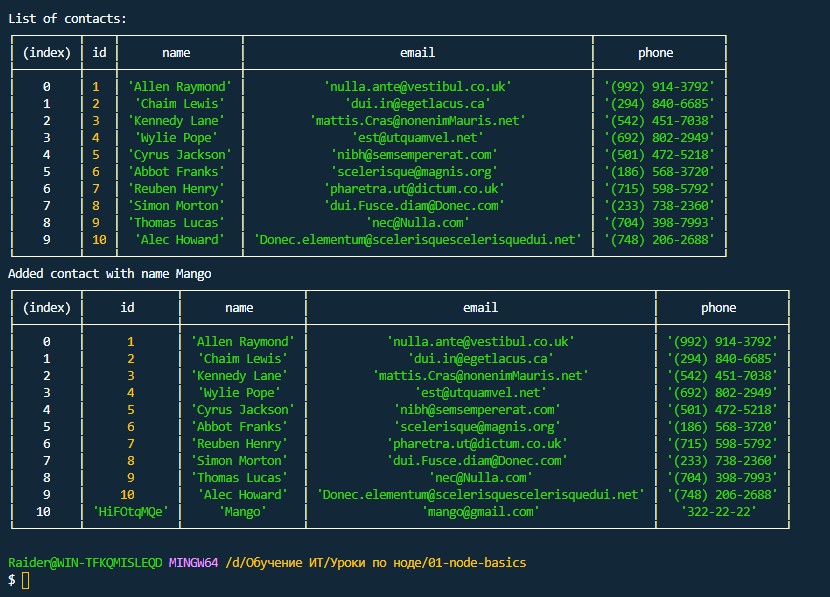 List of contacts:
(index) id name email phone
0 1 'Allen Raymond' 'nulla.ante@vestibul.co.uk' '(992) 914-3792'
1 2 'Chaim Lewis' 'dui.in@egetlacus.ca' '(294) 840-6685'
2 3 'Kennedy Lane' 'mattis.Cras@nonenimMauris.net' '(542) 451-7038'
3 4 'Wylie Pope' 'est@utquamvel.net' '(692) 802-2949'
4 5 'Cyrus Jackson' 'nibh@semsempererat.com' '(501) 472-5218'
5 6 'Abbot Franks' 'scelerisque@magnis.org' '(186) 568-3720'
6 7 'Reuben Henry' 'pharetra.ut@dictum.co.uk' '(715) 598-5792'
7 8 'Simon Morton' 'dui.Fusce.diam@Donec.com' '(233) 738-2360'
8 9 'Thomas Lucas' 'nec@Nulla.com' '(704) 398-7993'
9 10 'Alec Howard' 'Donec.elementum@scelerisquescelerisquedui.net' '(748) 206-2688'
Added contact with name Mango
(index) id name email phone
0 1 'Allen Raymond' 'nulla.ante@vestibul.co.uk' '(992) 914-3792'
1 2 'Chaim Lewis' 'dui.in@egetlacus.ca' '(294) 840-6685'
2 3 'Kennedy Lane' 'mattis.Cras@nonenimMauris.net' '(542) 451-7038'
3 4 'Wylie Pope' 'est@utquamvel.net' '(692) 802-2949'
4 5 'Cyrus Jackson' 'nibh@semsempererat.com' '(501) 472-5218'
5 6 'Abbot Franks' 'scelerisque@magnis.org' '(186) 568-3720'
6 7 'Reuben Henry' 'pharetra.ut@dictum.co.uk' '(715) 598-5792'
7 8 'Simon Morton' 'dui.Fusce.diam@Donec.com' '(233) 738-2360'
8 9 'Thomas Lucas' 'nec@Nulla.com' '(704) 398-7993'
9 10 'Alec Howard' 'Donec.elementum@scelerisquescelerisquedui.net' '(748) 206-2688'
10 'HiFOtqMQe' 'Mango' 'mango@gmail.com' '322-22-22'
Raider@WIN-TFKQMISLEQD MINGW64 /d/Обучение ИТ/Уроки по ноде/01-node-basics
$